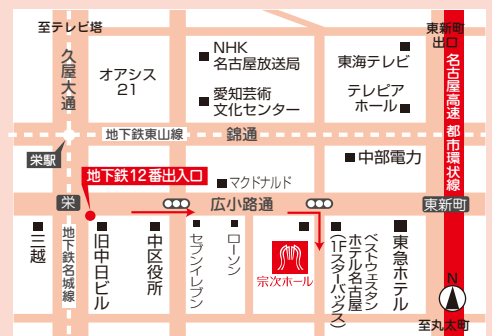 至テレビ塔
久屋大通
オアシス
21
NHK
名古屋放送局
愛知芸術
文化センター
東海テレビ
テレピア
ホール
東新町
出口
名古屋高速 都市環状線
地下鉄東山線
錦通
栄駅
中部電力
地下鉄12番出入口
マクドナルド
栄
広小路通
東新町
三越
地下鉄名城線
旧中日ビル
中区役所
セブンイレブン
ローソン
宗次ホール
ベストウェスタン
ホテル名古屋
(1Fスターバックス)
東急ホテル
N
至丸太町